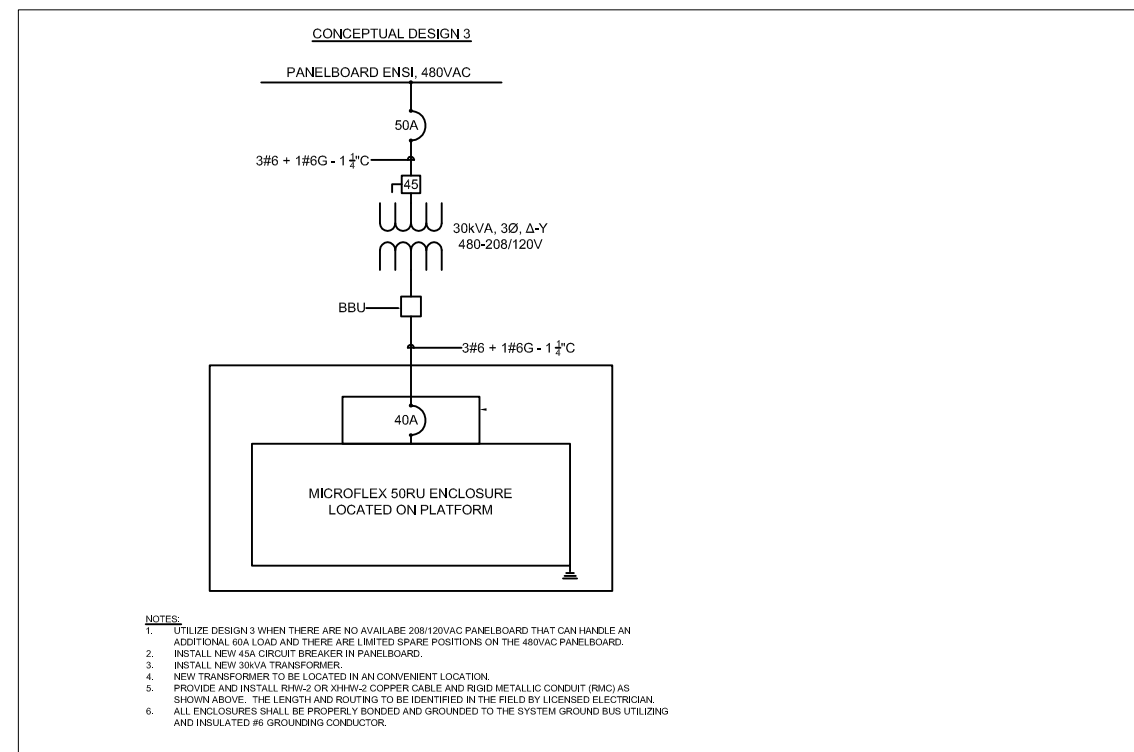 CONCEPTUAL DESIGN 3
PANELBOARD ENSI, 480VAC
50A
3#6 + 1#6G - 1 1/4"C
45
30kVA, 3Ø, Δ-Y
480-208/120V
BBU
3#6 + 1#6G - 1 1/4"C
40A
MICROFLEX 50RU ENCLOSURE
LOCATED ON PLATFORM
NOTES:
1. UTILIZE DESIGN 3 WHEN THERE ARE NO AVAILABE 208/120VAC PANELBOARD THAT CAN HANDLE AN
ADDITIONAL 60A LOAD AND THERE ARE LIMITED SPARE POSITIONS ON THE 480VAC PANELBOARD.
2. INSTALL NEW 45A CIRCUIT BREAKER IN PANELBOARD.
3. INSTALL NEW 30kVA TRANSFORMER.
4. NEW TRANSFORMER TO BE LOCATED IN AN CONVENIENT LOCATION.
5. PROVIDE AND INSTALL RHW-2 OR XHHW-2 COPPER CABLE AND RIGID METALLIC CONDUIT (RMC) AS
SHOWN ABOVE. THE LENGTH AND ROUTING TO BE IDENTIFIED IN THE FIELD BY LICENSED ELECTRICIAN.
6. ALL ENCLOSURES SHALL BE PROPERLY BONDED AND GROUNDED TO THE SYSTEM GROUND BUS UTILIZING
AND INSULATED #6 GROUNDING CONDUCTOR.